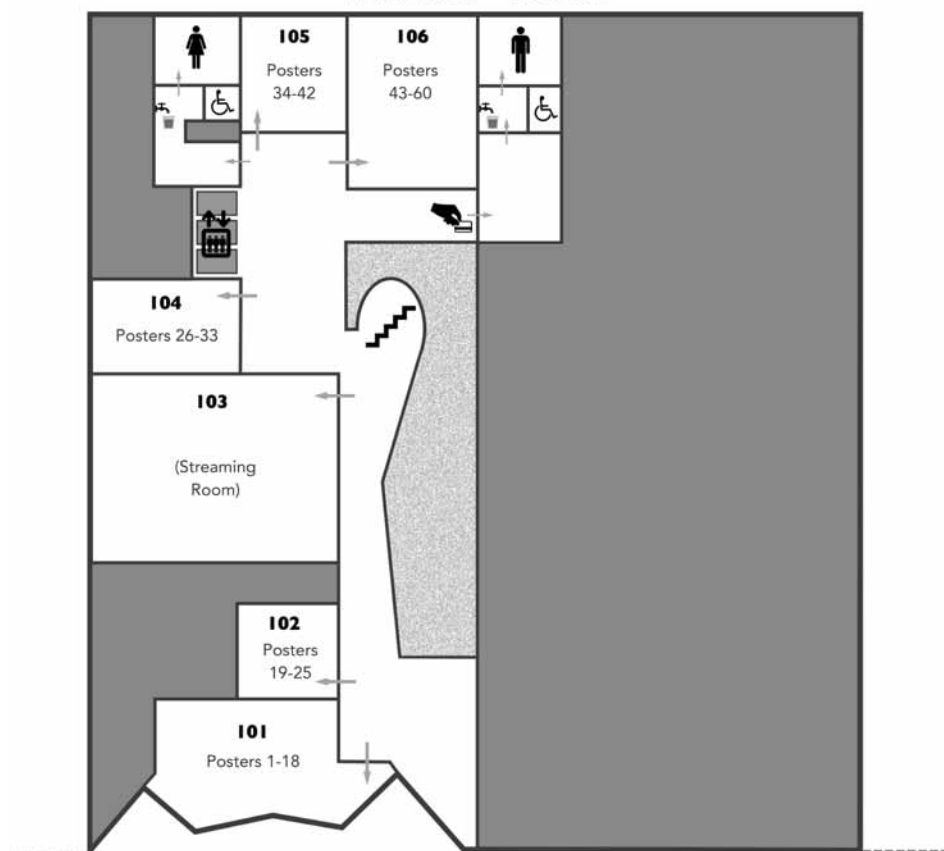 105
Posters
34-42
106
Posters
43-60
104
Posters 26-33
103
(Streaming
Room)
102
Posters
19-25
101
Posters 1-18